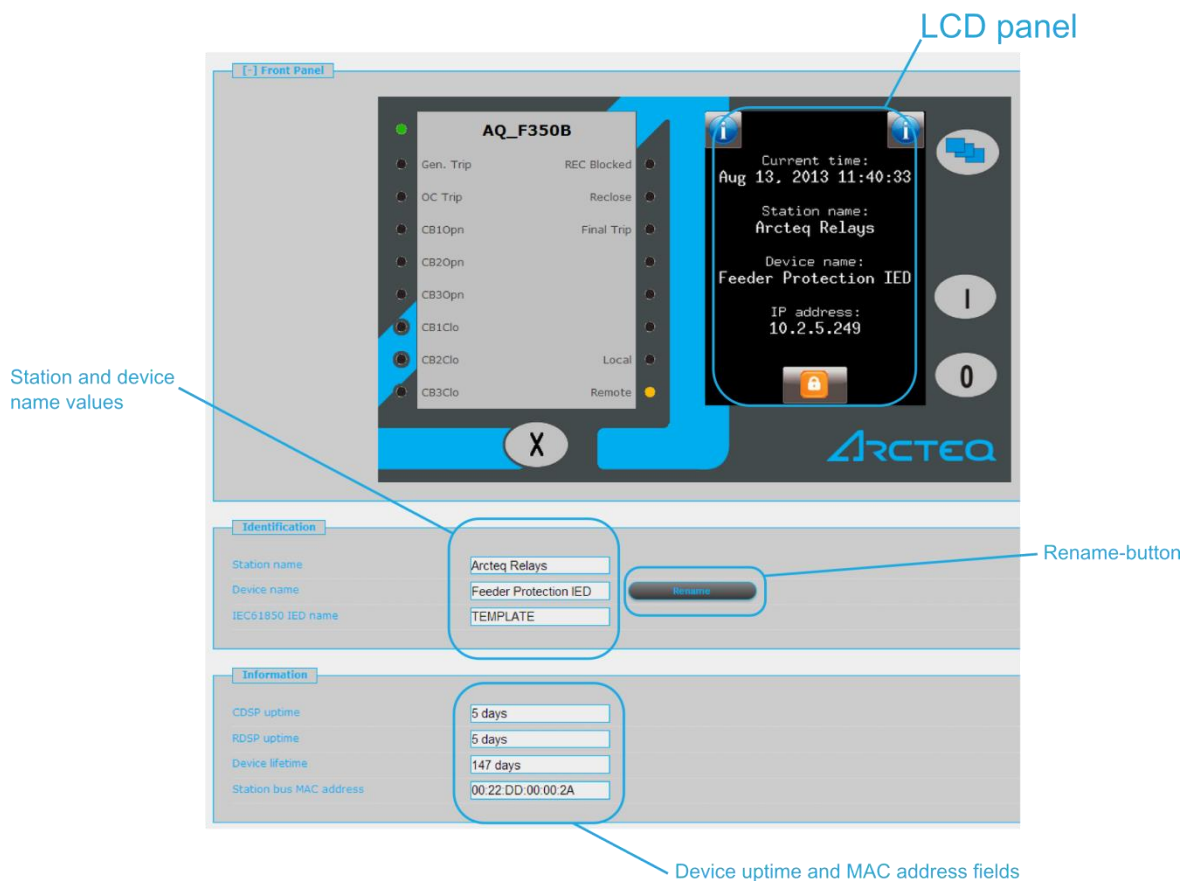 LCD panel
[-] Front Panel
AQ_F350B
Gen. Trip REC Blocked
OC Trip Reclose
CB1Opn Final Trip
CB2Opn
CB3Opn
CB1Clo
CB2Clo Local
CB3Clo Remote
X
i i
Current time:
Aug 13, 2013 11:40:33
Station name:
Arcteq Relays
Device name:
Feeder Protection IED
IP address:
10.2.5.249
I
0
ARCTEQ
Station and device
name values
Identification
Station name Arcteq Relays
Device name Feeder Protection IED Rename
IEC61850 IED name TEMPLATE
Rename-button
Information
CDSP uptime 5 days
RDSP uptime 5 days
Device lifetime 147 days
Station bus MAC address 00:22:DD:00:00:2A
Device uptime and MAC address fields